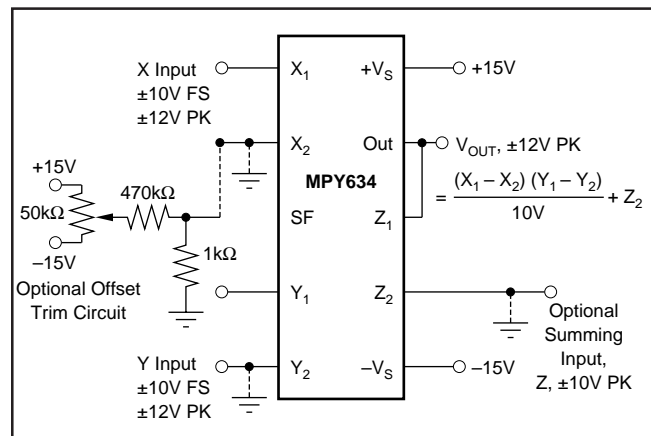 X Input
±10V FS
±12V PK
X1
+VS
+15V
X2
Out
VOUT, ±12V PK
MPY634
= (X1 – X2) (Y1 – Y2) / 10V + Z2
+15V
470kΩ
50kΩ
SF
Z1
–15V
1kΩ
Optional Offset
Trim Circuit
Y1
Z2
Optional
Summing
Input,
Z, ±10V PK
Y Input
±10V FS
±12V PK
Y2
–VS
–15V